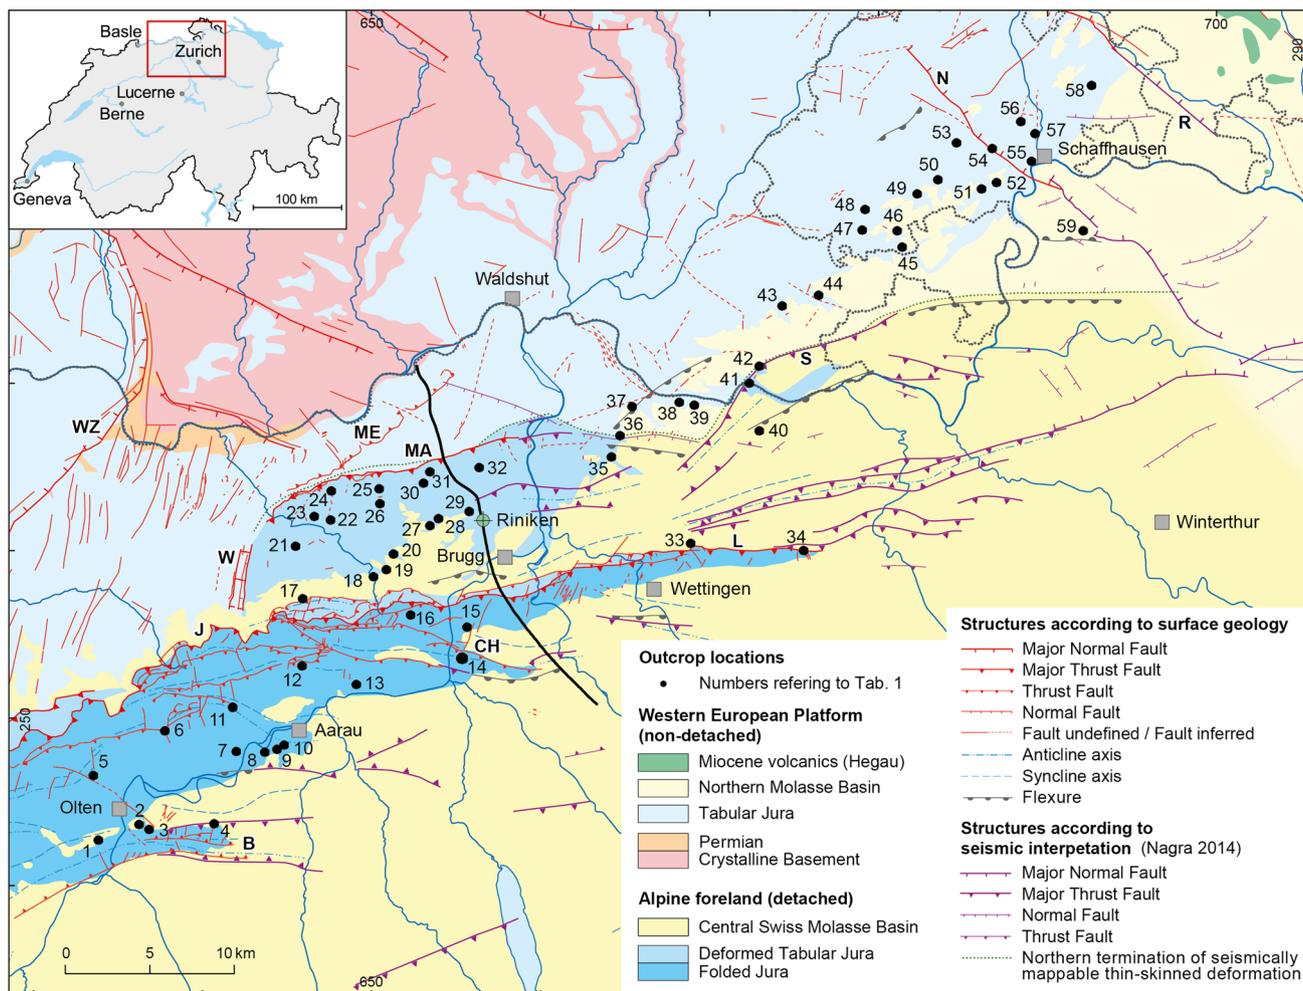 Basle
Zurich
Lucerne
Berne
Geneva
100 km
650
700
290
N
58
R
56
57
53
54
55
Schaffhausen
50
49
51
52
48
47
46
45
59
Waldshut
43
44
42
S
41
37
38
39
36
40
35
WZ
ME
MA
32
31
30
25
24
26
23
22
29
28
27
Riniken
21
20
19
18
Brugg
W
33
L
34
Winterthur
Wettingen
17
16
15
J
CH
14
12
13
11
250
6
Aarau
10
9
8
7
5
Olten
2
3
4
1
B
0 5 10 km
650
Outcrop locations
Numbers refering to Tab. 1
Western European Platform
(non-detached)
Miocene volcanics (Hegau)
Northern Molasse Basin
Tabular Jura
Permian
Crystalline Basement
Alpine foreland (detached)
Central Swiss Molasse Basin
Deformed Tabular Jura
Folded Jura
Structures according to surface geology
Major Normal Fault
Major Thrust Fault
Thrust Fault
Normal Fault
Fault undefined / Fault inferred
Anticline axis
Syncline axis
Flexure
Structures according to
seismic interpetation (Nagra 2014)
Major Normal Fault
Major Thrust Fault
Normal Fault
Thrust Fault
Northern termination of seismically
mappable thin-skinned deformation